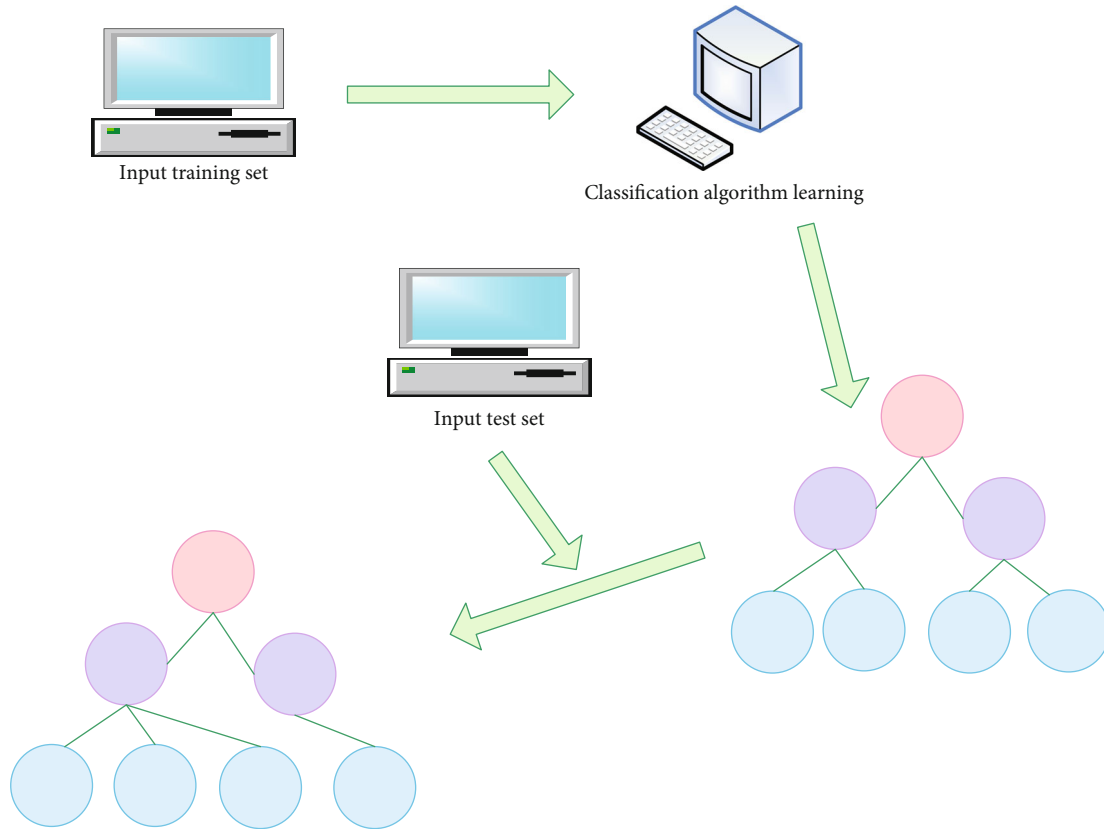 Input training set
Classification algorithm learning
Input test set